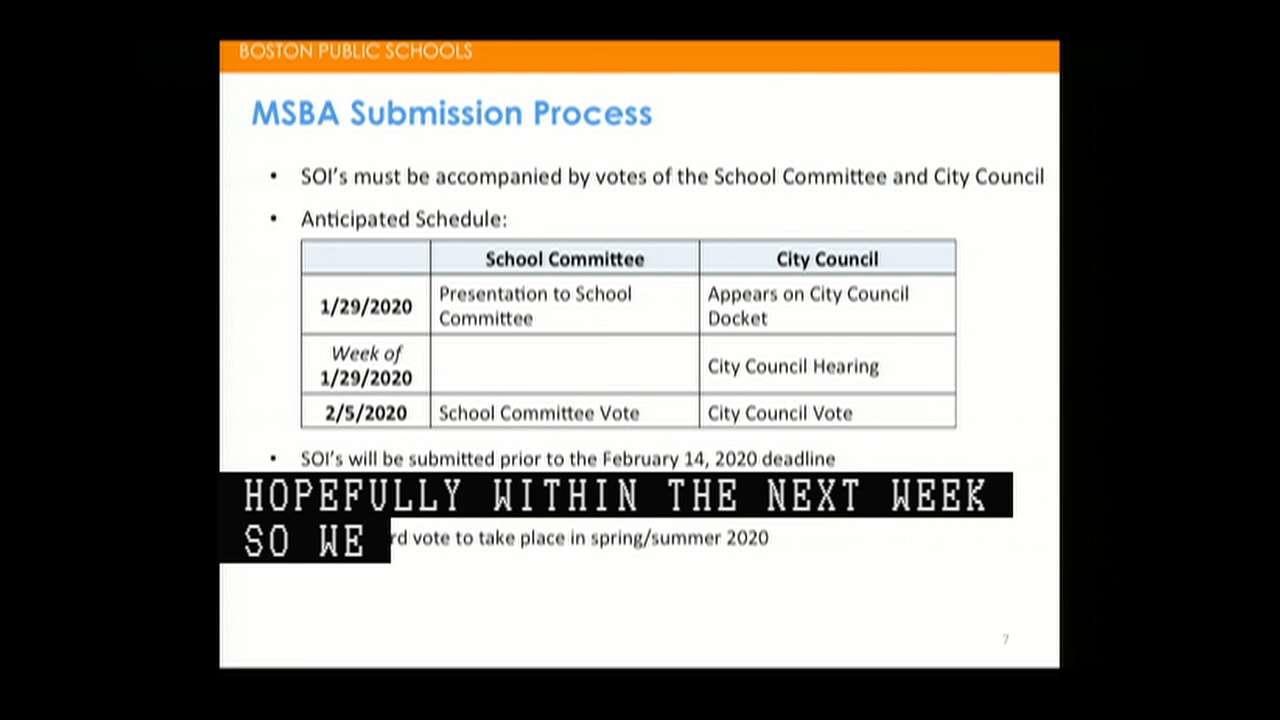 BOSTON PUBLIC SCHOOLS
MSBA Submission Process
• SOI's must be accompanied by votes of the School Committee and City Council
• Anticipated Schedule:
School Committee City Council
1/29/2020 Presentation to School Committee Appears on City Council Docket
Week of 1/29/2020 City Council Hearing
2/5/2020 School Committee Vote City Council Vote
• SOI's will be submitted prior to the February 14, 2020 deadline
HOPEFULLY WITHIN THE NEXT WEEK
SO WE
vote to take place in spring/summer 2020
7